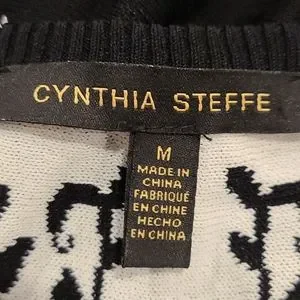 CYNTHIA STEFFE
M
MADE IN
CHINA
FABRIQUÉ
EN CHINE
HECHO
EN CHINA